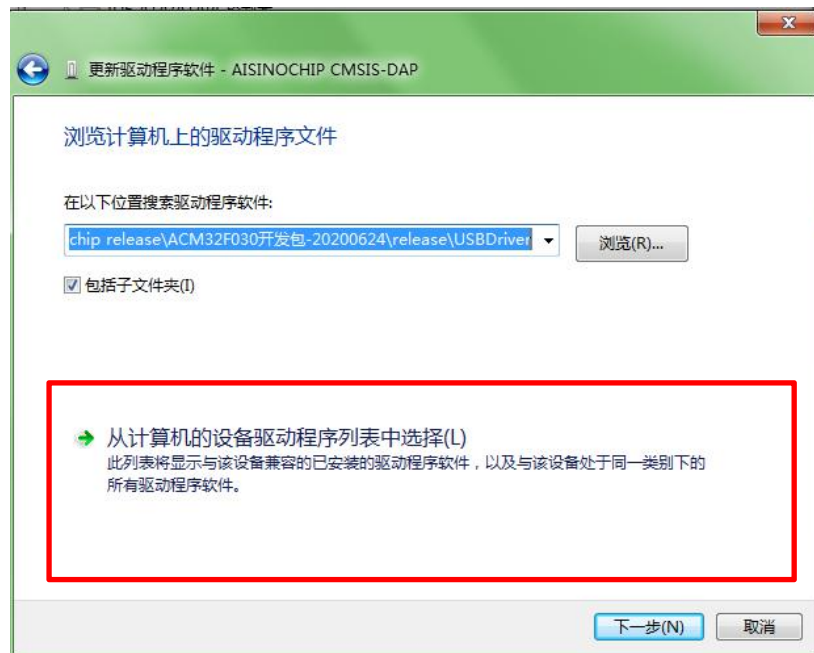 更新驱动程序软件 - AISINOCHIP CMSIS-DAP
浏览计算机上的驱动程序文件
在以下位置搜索驱动程序软件:
chip release\ACM32F030开发包-20200624\release\USBDriver
浏览(R)...
包括子文件夹(I)
从计算机的设备驱动程序列表中选择(L)
此列表将显示与该设备兼容的已安装的驱动程序软件，以及与该设备处于同一类别下的
所有驱动程序软件。
下一步(N)
取消